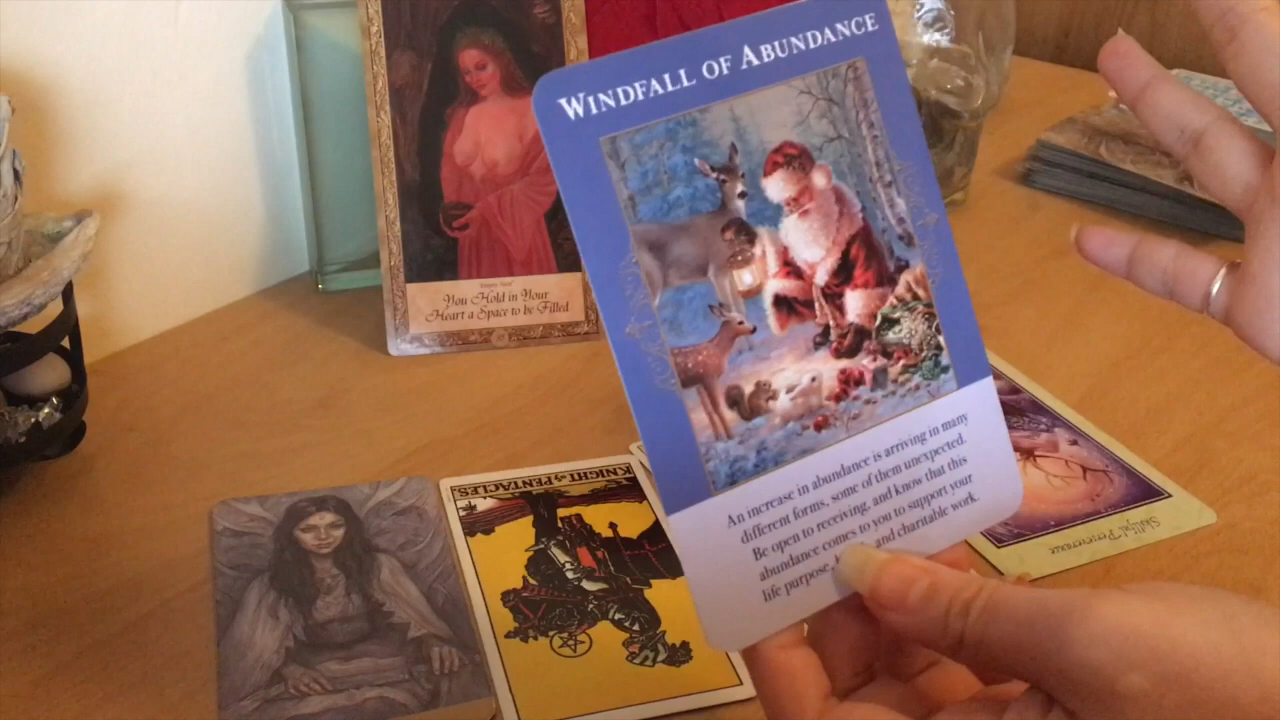 WINDFALL OF ABUNDANCE
An increase in abundance is arriving in many
different forms, some of them unexpected.
Be open to receiving, and know that this
abundance comes to you to support your
life purpose, and charitable work.
You Hold in Your
Heart a Space to be Filled
KNIGHT of PENTACLES.
Skillful Perseverance